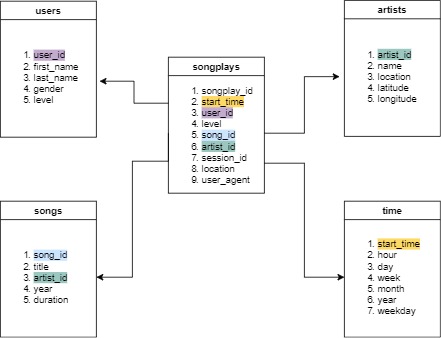 users
1. user_id
2. first_name
3. last_name
4. gender
5. level
artists
1. artist_id
2. name
3. location
4. latitude
5. longitude
songplays
1. songplay_id
2. start_time
3. user_id
4. level
5. song_id
6. artist_id
7. session_id
8. location
9. user_agent
songs
1. song_id
2. title
3. artist_id
4. year
5. duration
time
1. start_time
2. hour
3. day
4. week
5. month
6. year
7. weekday